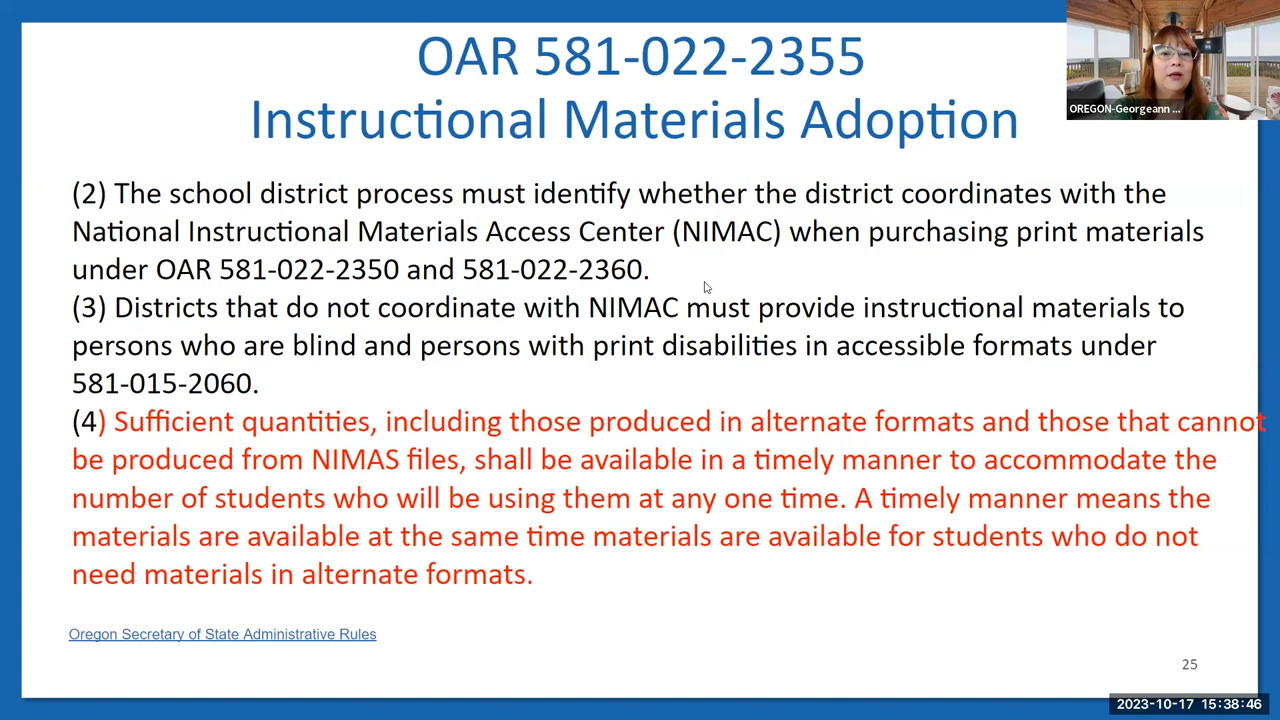 OAR 581-022-2355
Instructional Materials Adoption
OREGON-Georgeann ...
(2) The school district process must identify whether the district coordinates with the
National Instructional Materials Access Center (NIMAC) when purchasing print materials
under OAR 581-022-2350 and 581-022-2360.
(3) Districts that do not coordinate with NIMAC must provide instructional materials to
persons who are blind and persons with print disabilities in accessible formats under
581-015-2060.
(4) Sufficient quantities, including those produced in alternate formats and those that cannot
be produced from NIMAS files, shall be available in a timely manner to accommodate the
number of students who will be using them at any one time. A timely manner means the
materials are available at the same time materials are available for students who do not
need materials in alternate formats.
Oregon Secretary of State Administrative Rules
25
2023-10-17 15:38:46